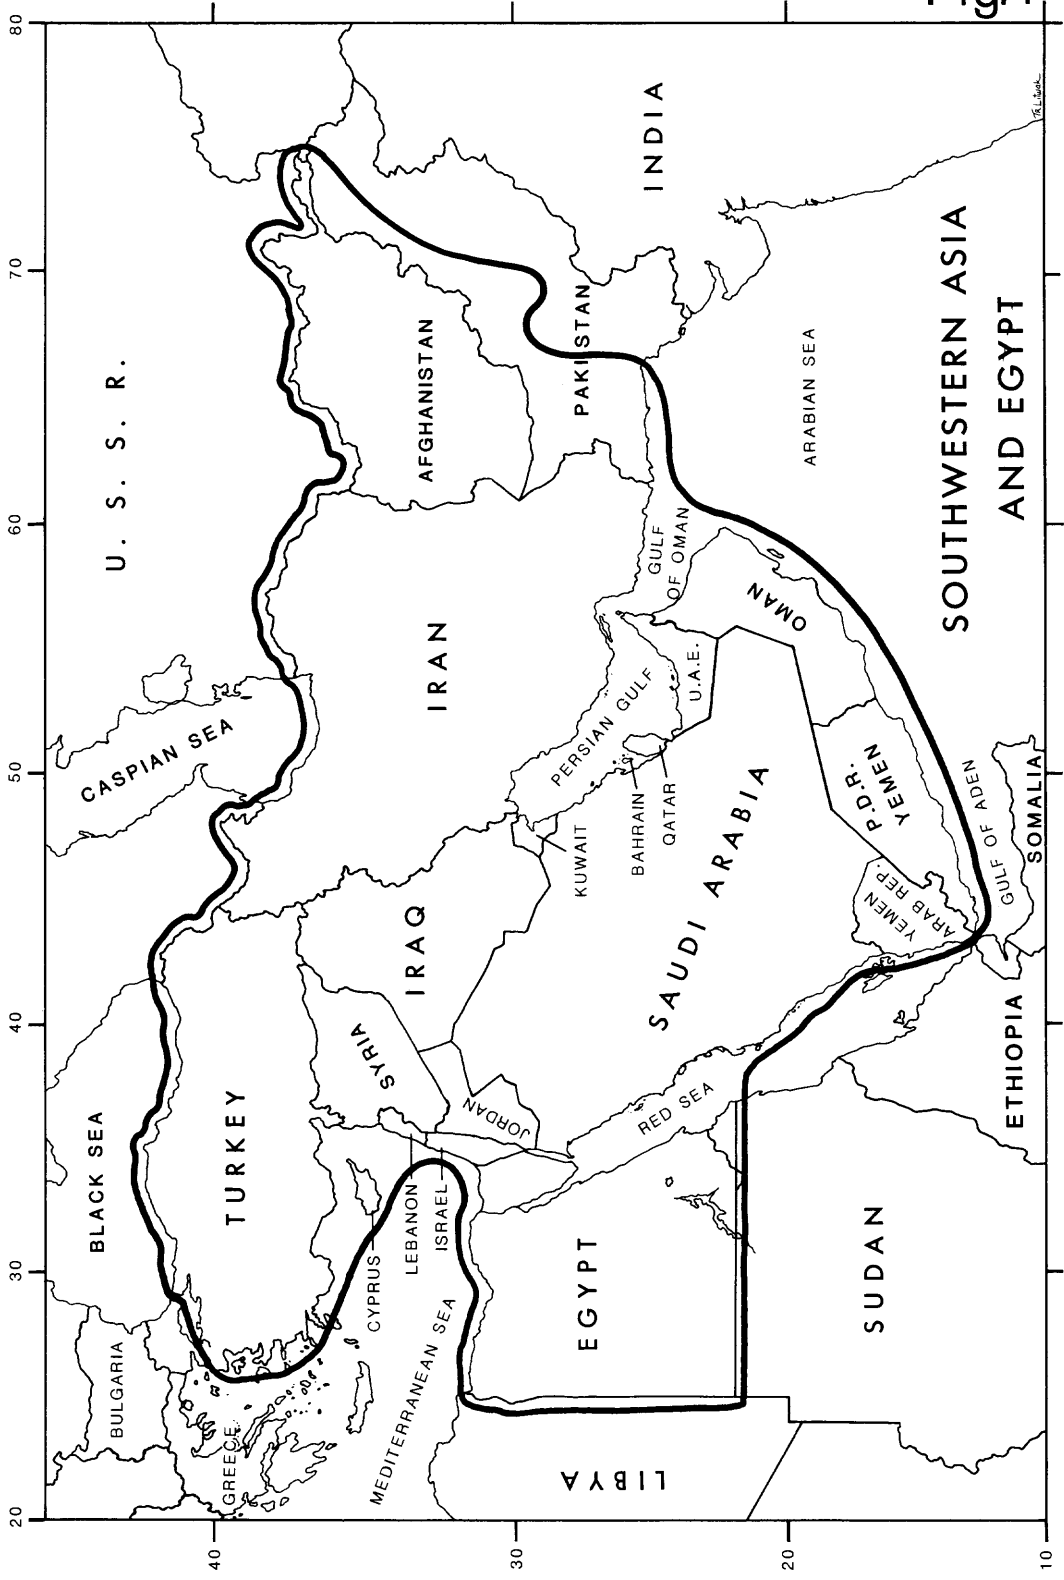 20
30
40
50
60
70
80
40
30
20
10
U. S. S. R.
CASPIAN SEA
BLACK SEA
BULGARIA
GREECE
TURKEY
CYPRUS
LEBANON
ISRAEL
MEDITERRANEAN SEA
SYRIA
JORDAN
IRAQ
IRAN
AFGHANISTAN
PAKISTAN
INDIA
KUWAIT
BAHRAIN
QATAR
PERSIAN GULF
U.A.E.
GULF
OF OMAN
OMAN
SAUDI ARABIA
P.D.R.
YEMEN
YEMEN
ARAB REP.
RED SEA
EGYPT
LIBYA
SUDAN
ETHIOPIA
SOMALIA
GULF OF ADEN
ARABIAN SEA
SOUTHWESTERN ASIA
AND EGYPT